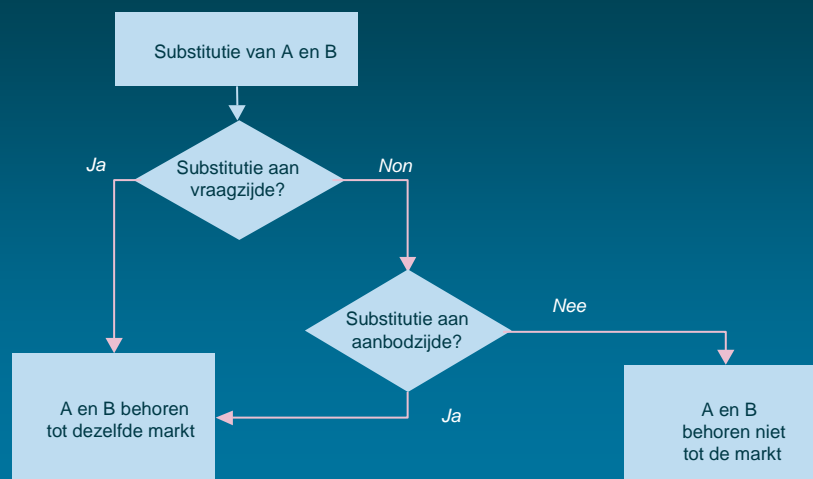 Substitutie van A en B
Ja
Substitutie aan
vraagzijde?
Non
Substitutie aan
aanbodzijde?
Nee
A en B behoren
tot dezelfde markt
Ja
A en B
behoren niet
tot de markt